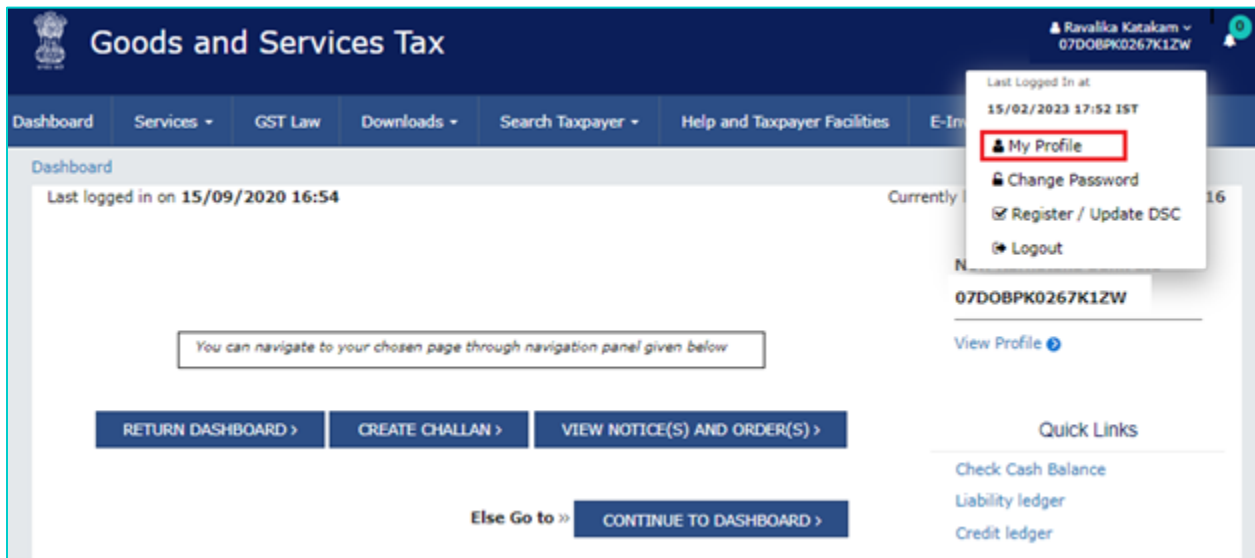 Goods and Services Tax
Ravalika Katakam
07DOBPK0267K1ZW
0
Last Logged In at
15/02/2023 17:52 IST
My Profile
Change Password
Register / Update DSC
Logout
Dashboard Services GST Law Downloads Search Taxpayer Help and Taxpayer Facilities
Dashboard
Last logged in on 15/09/2020 16:54
Currently
16
07DOBPK0267K1ZW
View Profile
You can navigate to your chosen page through navigation panel given below
RETURN DASHBOARD > CREATE CHALLAN > VIEW NOTICE(S) AND ORDER(S) >
Else Go to » CONTINUE TO DASHBOARD >
Quick Links
Check Cash Balance
Liability ledger
Credit ledger